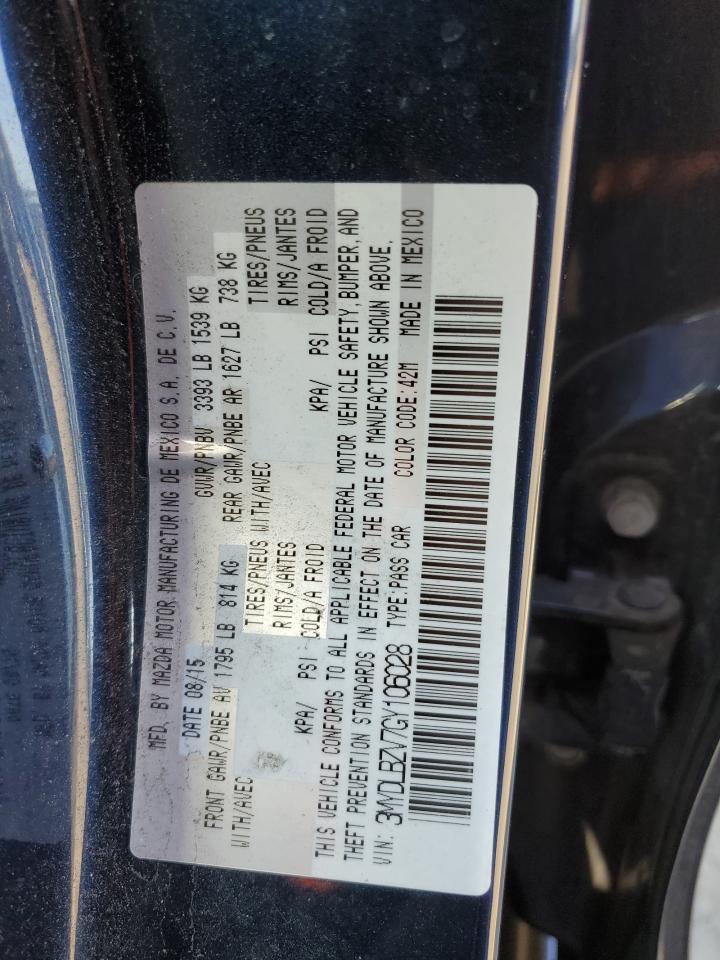 MFD. BY MAZDA MOTOR MANUFACTURING DE MEXICO S.A. DE C.V.
DATE 08/15 GVWR/PNBV 3393 LB 1539 KG
FRONT GAWR/PNBE AV 1795 LB 814 KG REAR GAWR/PNBE AR 1627 LB 738 KG
WITH/AVEC TIRES/PNEUS WITH/AVEC TIRES/PNEUS
RIMS/JANTES RIMS/JANTES
KPA/ PSI COLD/A FROID KPA/ PSI COLD/A FROID
THIS VEHICLE CONFORMS TO ALL APPLICABLE FEDERAL MOTOR VEHICLE SAFETY, BUMPER, AND
THEFT PREVENTION STANDARDS IN EFFECT ON THE DATE OF MANUFACTURE SHOWN ABOVE.
VIN: 3MYDLBZV7GY106028 TYPE:PASS CAR COLOR CODE:42M MADE IN MEXICO